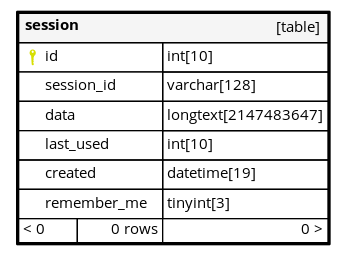 session [table]
id int[10]
session_id varchar[128]
data longtext[2147483647]
last_used int[10]
created datetime[19]
remember_me tinyint[3]
< 0 0 rows 0 >